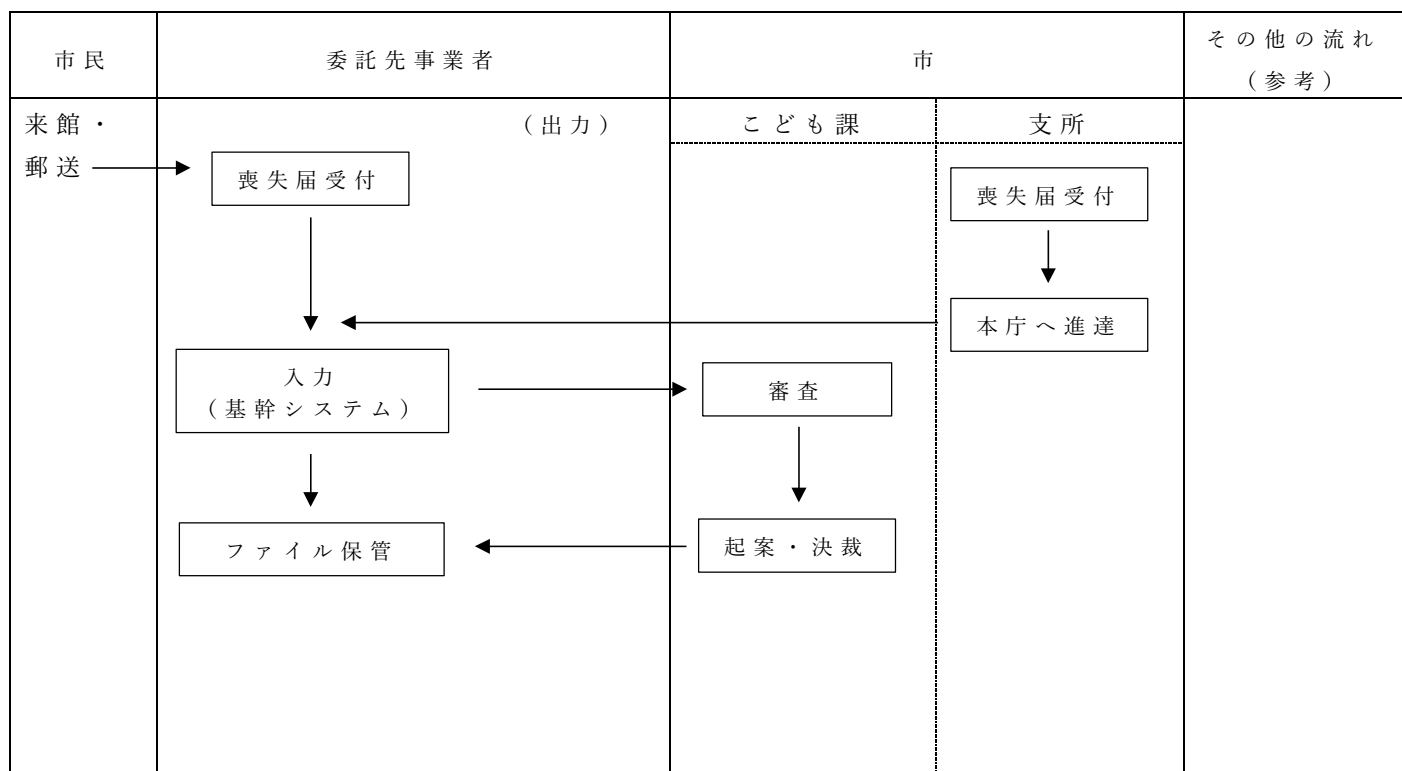 市民
委託先事業者
市
その他の流れ
(参考)
来館・
郵送
(出力)
こども課
支所
喪失届受付
喪失届受付
本庁へ進達
入力
(基幹システム)
審査
ファイル保管
起案・決裁